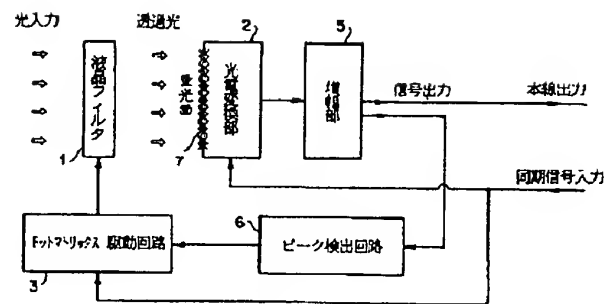 光入力
透過光
2
5
液晶フィルタ
受光部
光電変換部
増幅部
信号出力
本線出力
1
7
同期信号入力
6
ドットマトリックス 駆動回路
ピーク検出回路
3